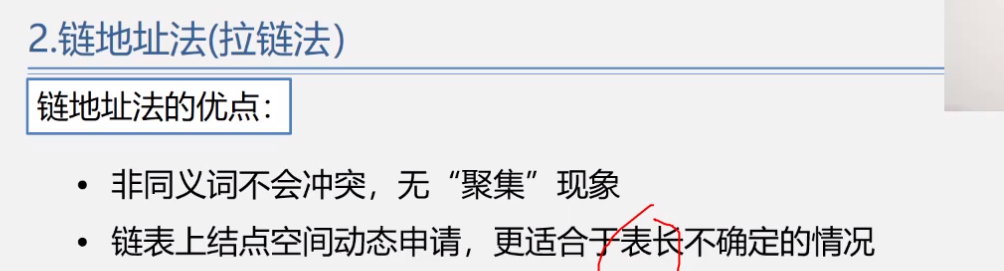 2.链地址法(拉链法）
链地址法的优点：
• 非同义词不会冲突，无“聚集”现象
• 链表上结点空间动态申请，更适合于表长不确定的情况